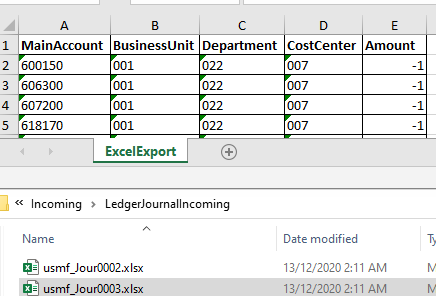 A B C D E
1 MainAccount BusinessUnit Department CostCenter Amount
2 600150 001 022 007 -1
3 606300 001 022 007 -1
4 607200 001 022 007 -1
5 618170 001 022 007 -1
ExcelExport
« Incoming > LedgerJournalIncoming
Name Date modified
usmf_Jour0002.xlsx 13/12/2020 2:11 AM
usmf_Jour0003.xlsx 13/12/2020 2:11 AM